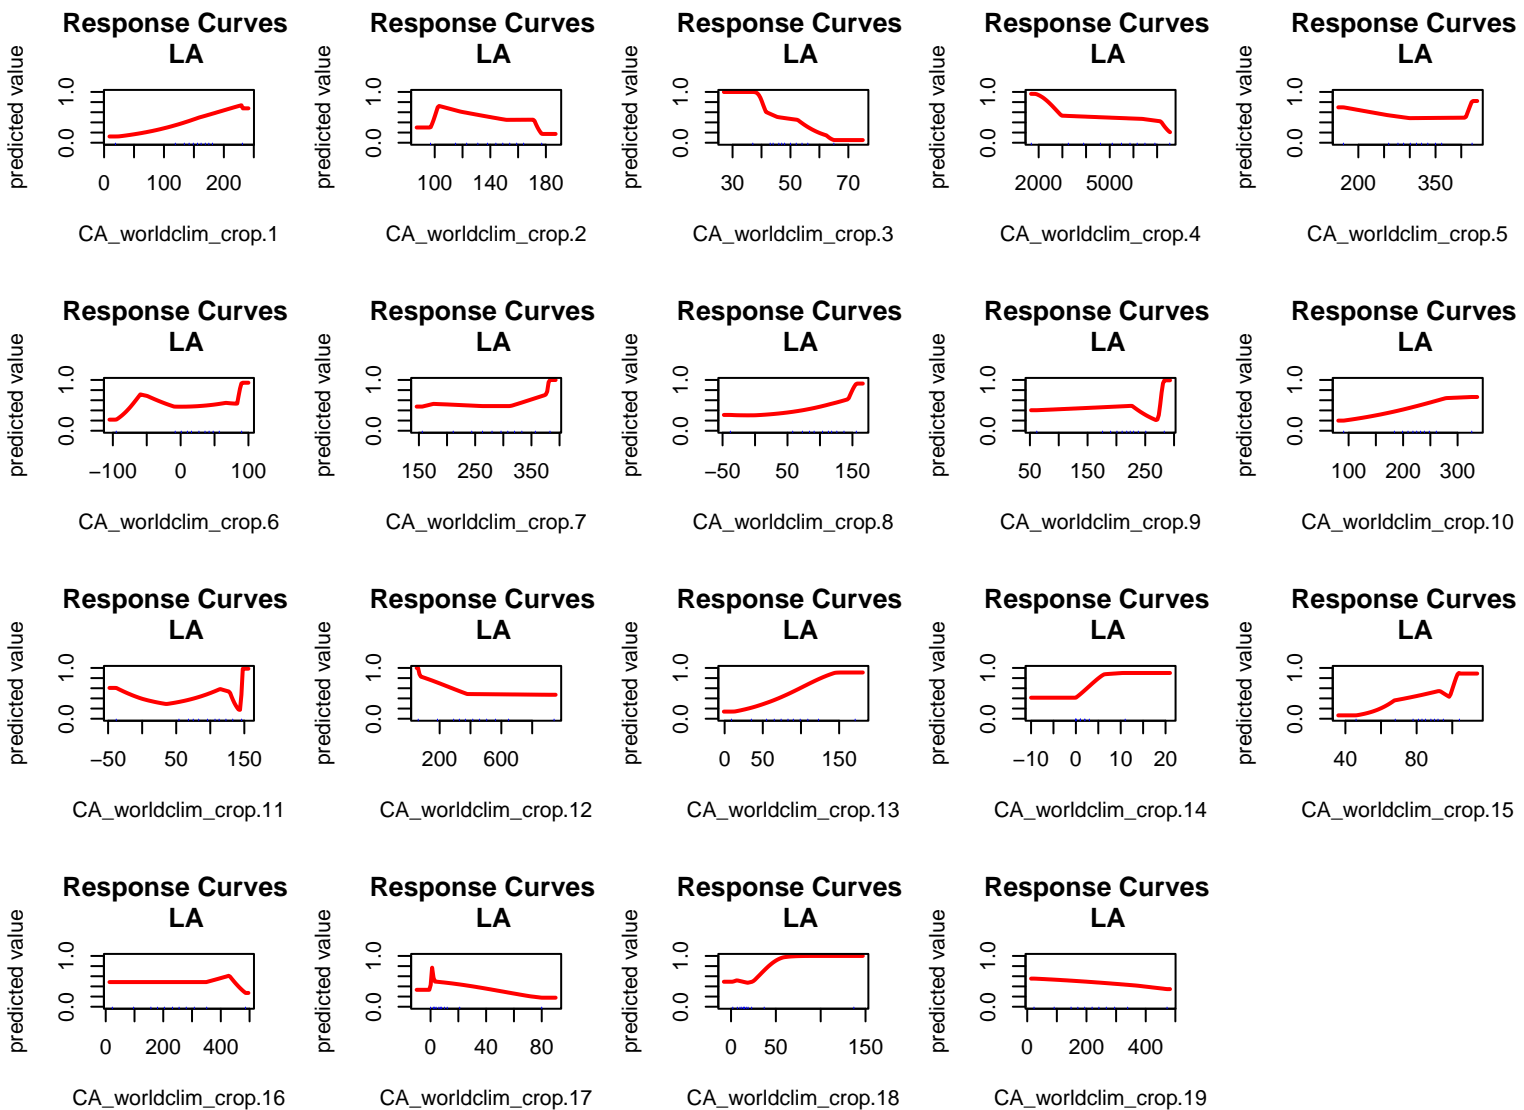 Response Curves
LA
predicted value
0.0 1.0
0 100 200
CA_worldclim_crop.1
Response Curves
LA
predicted value
0.0 1.0
100 140 180
CA_worldclim_crop.2
Response Curves
LA
predicted value
0.0 1.0
30 50 70
CA_worldclim_crop.3
Response Curves
LA
predicted value
0.0 1.0
2000 5000
CA_worldclim_crop.4
Response Curves
LA
predicted value
0.0 1.0
200 350
CA_worldclim_crop.5
Response Curves
LA
predicted value
0.0 1.0
−100 0 100
CA_worldclim_crop.6
Response Curves
LA
predicted value
0.0 1.0
150 250 350
CA_worldclim_crop.7
Response Curves
LA
predicted value
0.0 1.0
−50 50 150
CA_worldclim_crop.8
Response Curves
LA
predicted value
0.0 1.0
50 150 250
CA_worldclim_crop.9
Response Curves
LA
predicted value
0.0 1.0
100 200 300
CA_worldclim_crop.10
Response Curves
LA
predicted value
0.0 1.0
−50 50 150
CA_worldclim_crop.11
Response Curves
LA
predicted value
0.0 1.0
200 600
CA_worldclim_crop.12
Response Curves
LA
predicted value
0.0 1.0
0 50 150
CA_worldclim_crop.13
Response Curves
LA
predicted value
0.0 1.0
−10 0 10 20
CA_worldclim_crop.14
Response Curves
LA
predicted value
0.0 1.0
40 80
CA_worldclim_crop.15
Response Curves
LA
predicted value
0.0 1.0
0 200 400
CA_worldclim_crop.16
Response Curves
LA
predicted value
0.0 1.0
0 40 80
CA_worldclim_crop.17
Response Curves
LA
predicted value
0.0 1.0
0 50 150
CA_worldclim_crop.18
Response Curves
LA
predicted value
0.0 1.0
0 200 400
CA_worldclim_crop.19